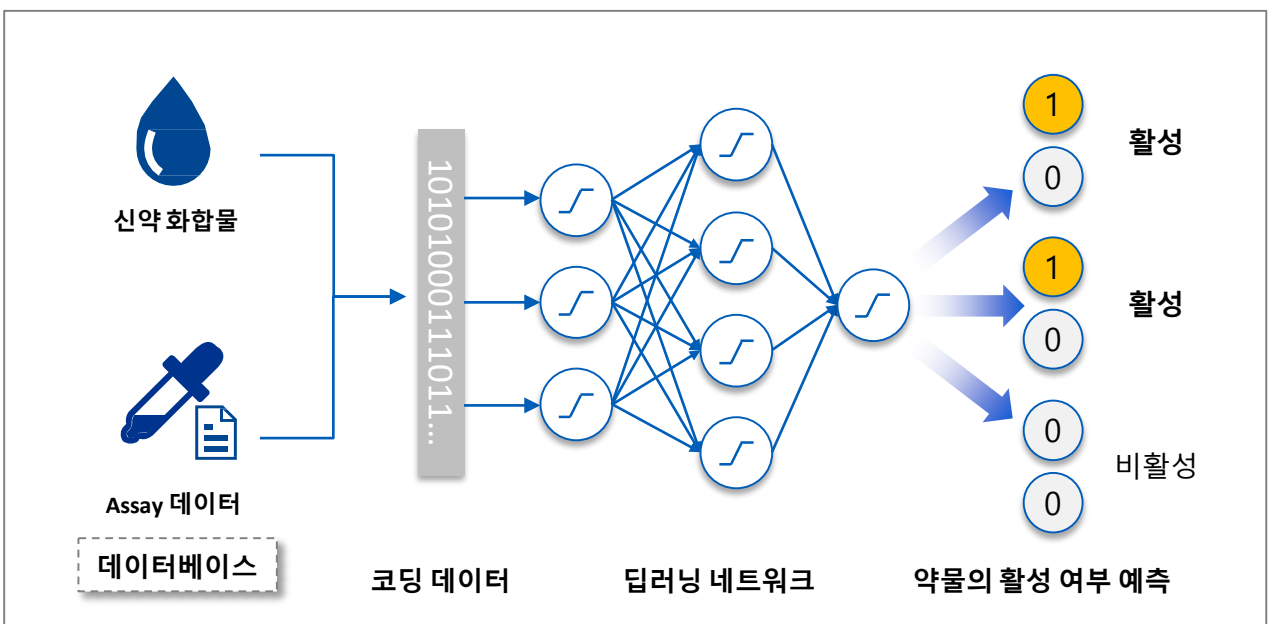 신약 화합물
Assay 데이터
데이터베이스
10101000111011...
코딩 데이터
딥러닝 네트워크
1
0
활성
1
0
활성
0
0
비활성
약물의 활성 여부 예측